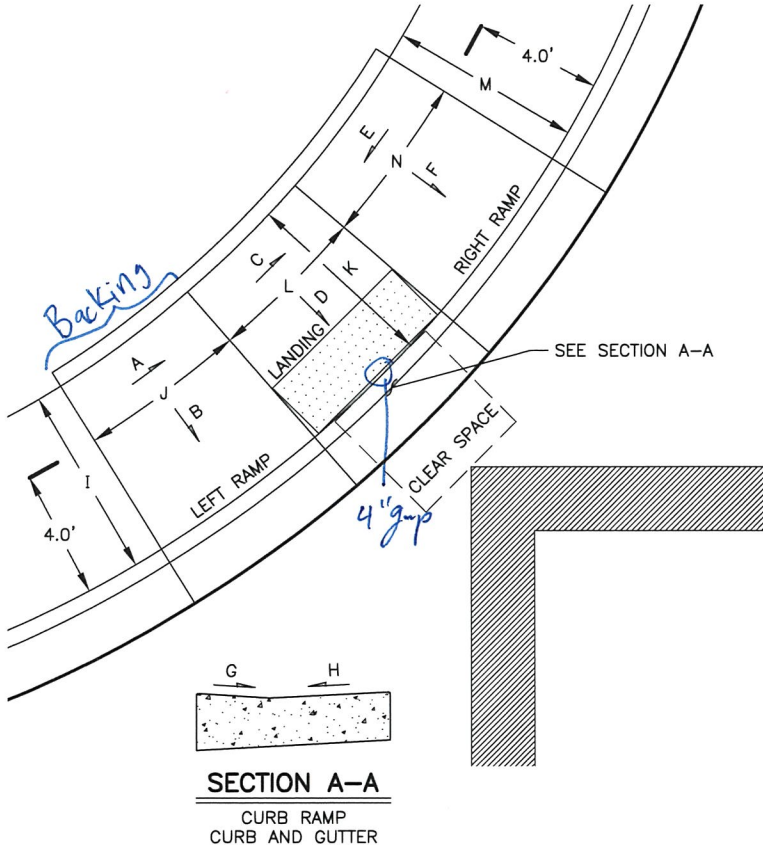 4.0'
M
E
N
F
RIGHT RAMP
C
K
L
D
LANDING
Backing
A
J
B
SEE SECTION A-A
CLEAR SPACE
I
LEFT RAMP
4.0'
4" gap
G
H
SECTION A-A
CURB RAMP
CURB AND GUTTER